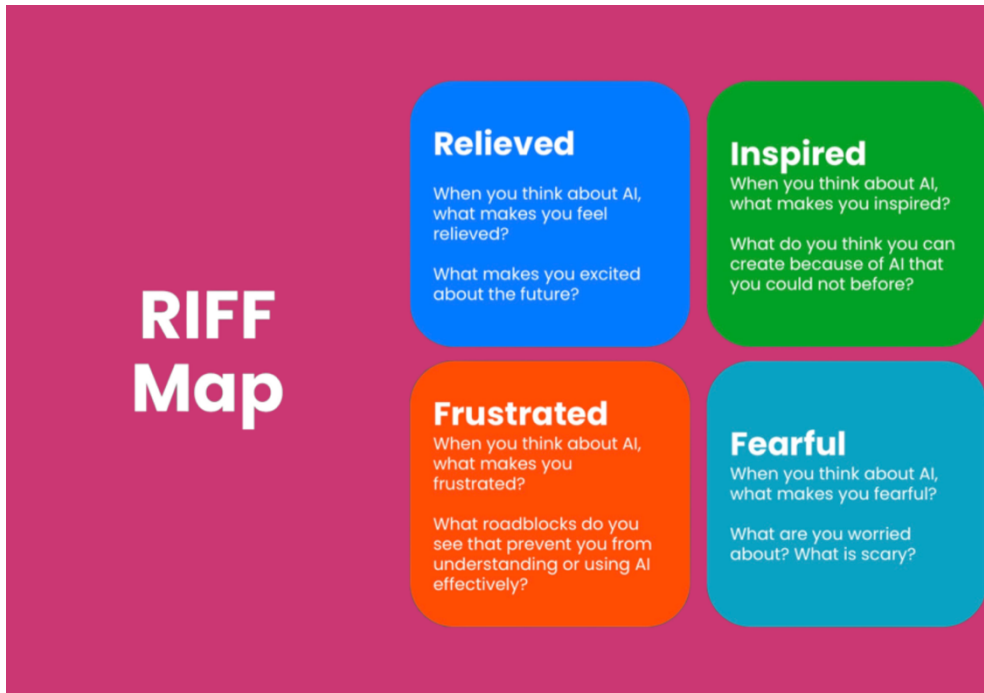 RIFF
Map
Relieved
When you think about AI,
what makes you feel
relieved?
What makes you excited
about the future?
Inspired
When you think about AI,
what makes you inspired?
What do you think you can
create because of AI that
you could not before?
Frustrated
When you think about AI,
what makes you
frustrated?
What roadblocks do you
see that prevent you from
understanding or using AI
effectively?
Fearful
When you think about AI,
what makes you fearful?
What are you worried
about? What is scary?